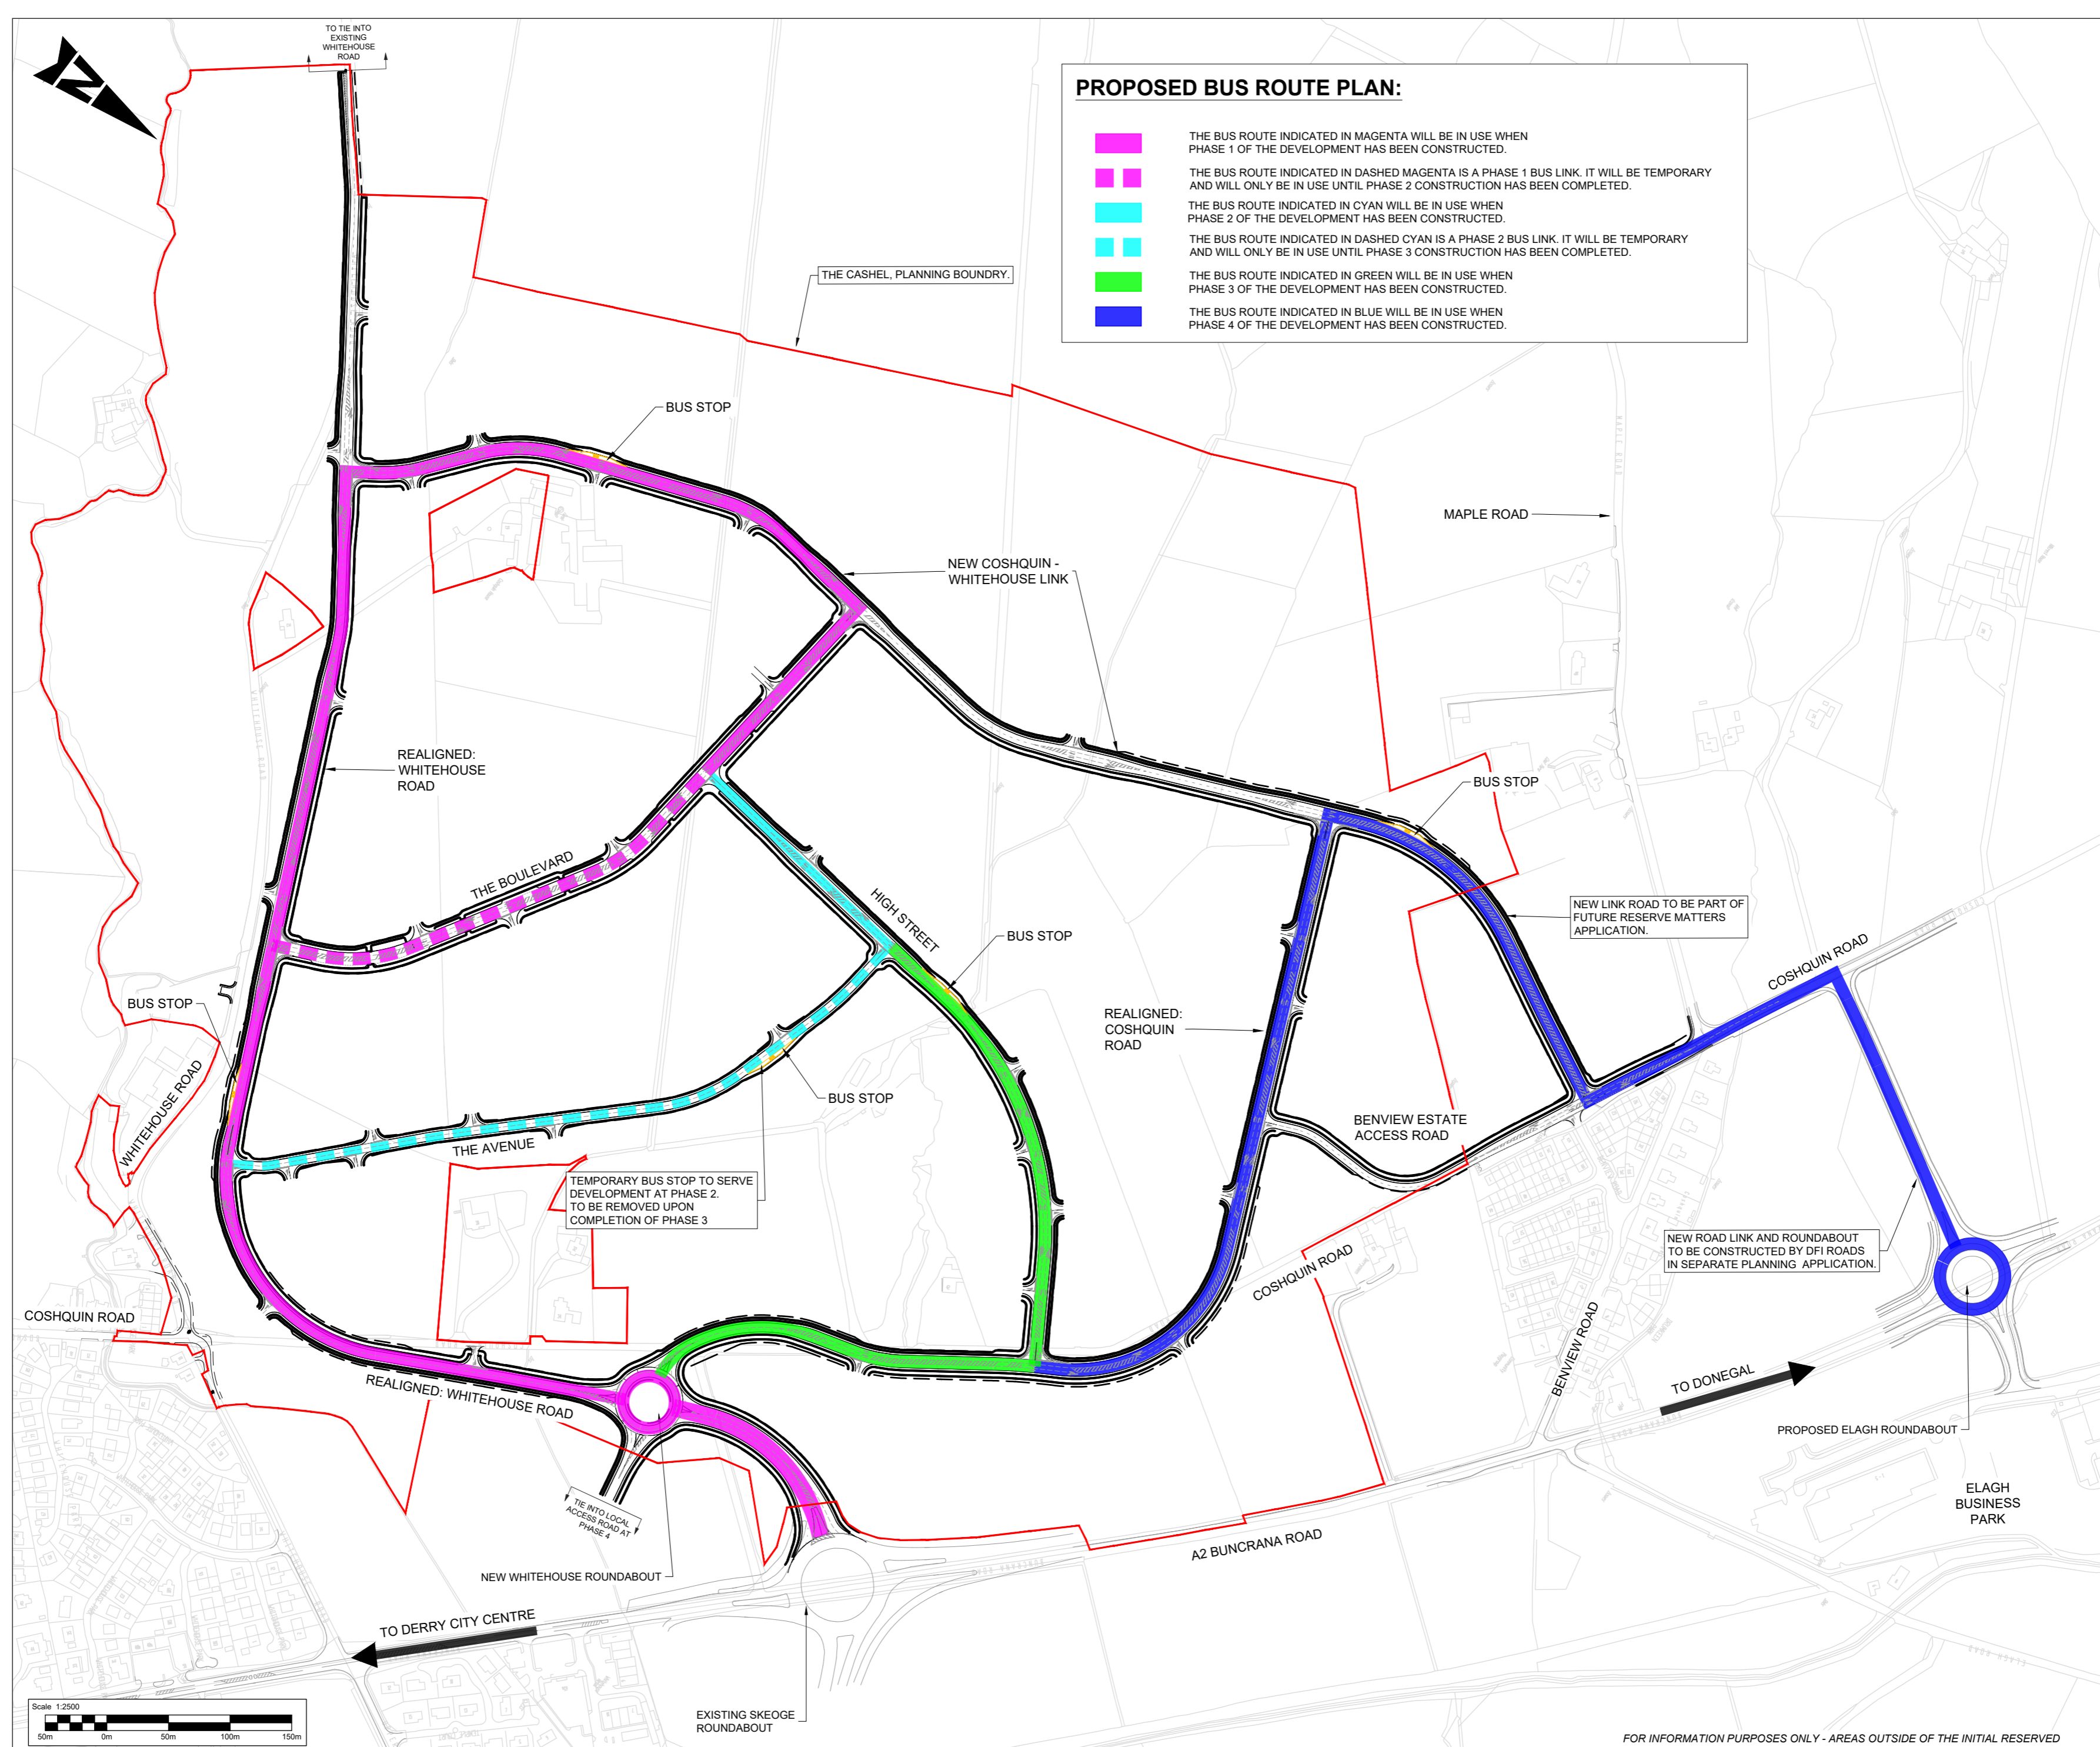 TO TIE INTO
EXISTING
WHITEHOUSE
ROAD
N
PROPOSED BUS ROUTE PLAN:
THE BUS ROUTE INDICATED IN MAGENTA WILL BE IN USE WHEN
PHASE 1 OF THE DEVELOPMENT HAS BEEN CONSTRUCTED.
THE BUS ROUTE INDICATED IN DASHED MAGENTA IS A PHASE 1 BUS LINK. IT WILL BE TEMPORARY
AND WILL ONLY BE IN USE UNTIL PHASE 2 CONSTRUCTION HAS BEEN COMPLETED.
THE BUS ROUTE INDICATED IN CYAN WILL BE IN USE WHEN
PHASE 2 OF THE DEVELOPMENT HAS BEEN CONSTRUCTED.
THE BUS ROUTE INDICATED IN DASHED CYAN IS A PHASE 2 BUS LINK. IT WILL BE TEMPORARY
AND WILL ONLY BE IN USE UNTIL PHASE 3 CONSTRUCTION HAS BEEN COMPLETED.
THE BUS ROUTE INDICATED IN GREEN WILL BE IN USE WHEN
PHASE 3 OF THE DEVELOPMENT HAS BEEN CONSTRUCTED.
THE BUS ROUTE INDICATED IN BLUE WILL BE IN USE WHEN
PHASE 4 OF THE DEVELOPMENT HAS BEEN CONSTRUCTED.
THE CASHEL, PLANNING BOUNDRY.
BUS STOP
MAPLE ROAD
MAPLE ROAD
NEW COSHQUIN -
WHITEHOUSE LINK
WHITEHOUSE ROAD
REALIGNED:
WHITEHOUSE
ROAD
BUS STOP
THE BOULEVARD
HIGH STREET
NEW LINK ROAD TO BE PART OF
FUTURE RESERVE MATTERS
APPLICATION.
BUS STOP
COSHQUIN ROAD
BUS STOP
REALIGNED:
COSHQUIN
ROAD
WHITEHOUSE ROAD
BUS STOP
BENVIEW ESTATE
ACCESS ROAD
THE AVENUE
TEMPORARY BUS STOP TO SERVE
DEVELOPMENT AT PHASE 2.
TO BE REMOVED UPON
COMPLETION OF PHASE 3
NEW ROAD LINK AND ROUNDABOUT
TO BE CONSTRUCTED BY DFI ROADS
IN SEPARATE PLANNING APPLICATION.
COSHQUIN ROAD
COSHQUIN ROAD
BENVIEW ROAD
TO DONEGAL
REALIGNED: WHITEHOUSE ROAD
PROPOSED ELAGH ROUNDABOUT
TIE INTO LOCAL
ACCESS ROAD AT
PHASE 4
ELAGH
BUSINESS
PARK
A2 BUNCRANA ROAD
NEW WHITEHOUSE ROUNDABOUT
TO DERRY CITY CENTRE
EXISTING SKEOGE
ROUNDABOUT
Scale 1:2500
50m 0m 50m 100m 150m
FOR INFORMATION PURPOSES ONLY - AREAS OUTSIDE OF THE INITIAL RESERVED